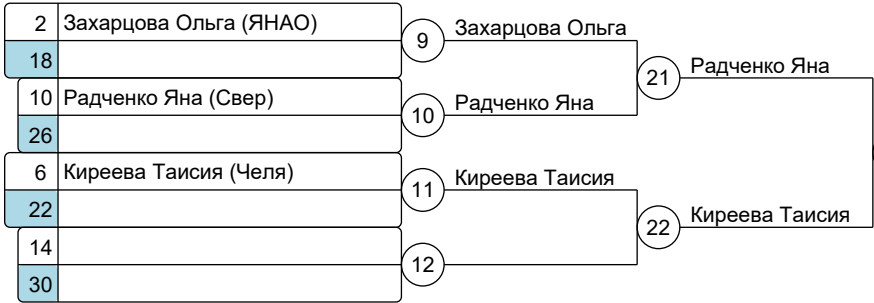 2 Захарцова Ольга (ЯНАО)
18
10 Радченко Яна (Свер)
26
6 Киреева Таисия (Челя)
22
14
30
9 Захарцова Ольга
10 Радченко Яна
11 Киреева Таисия
12
21 Радченко Яна
22 Киреева Таисия